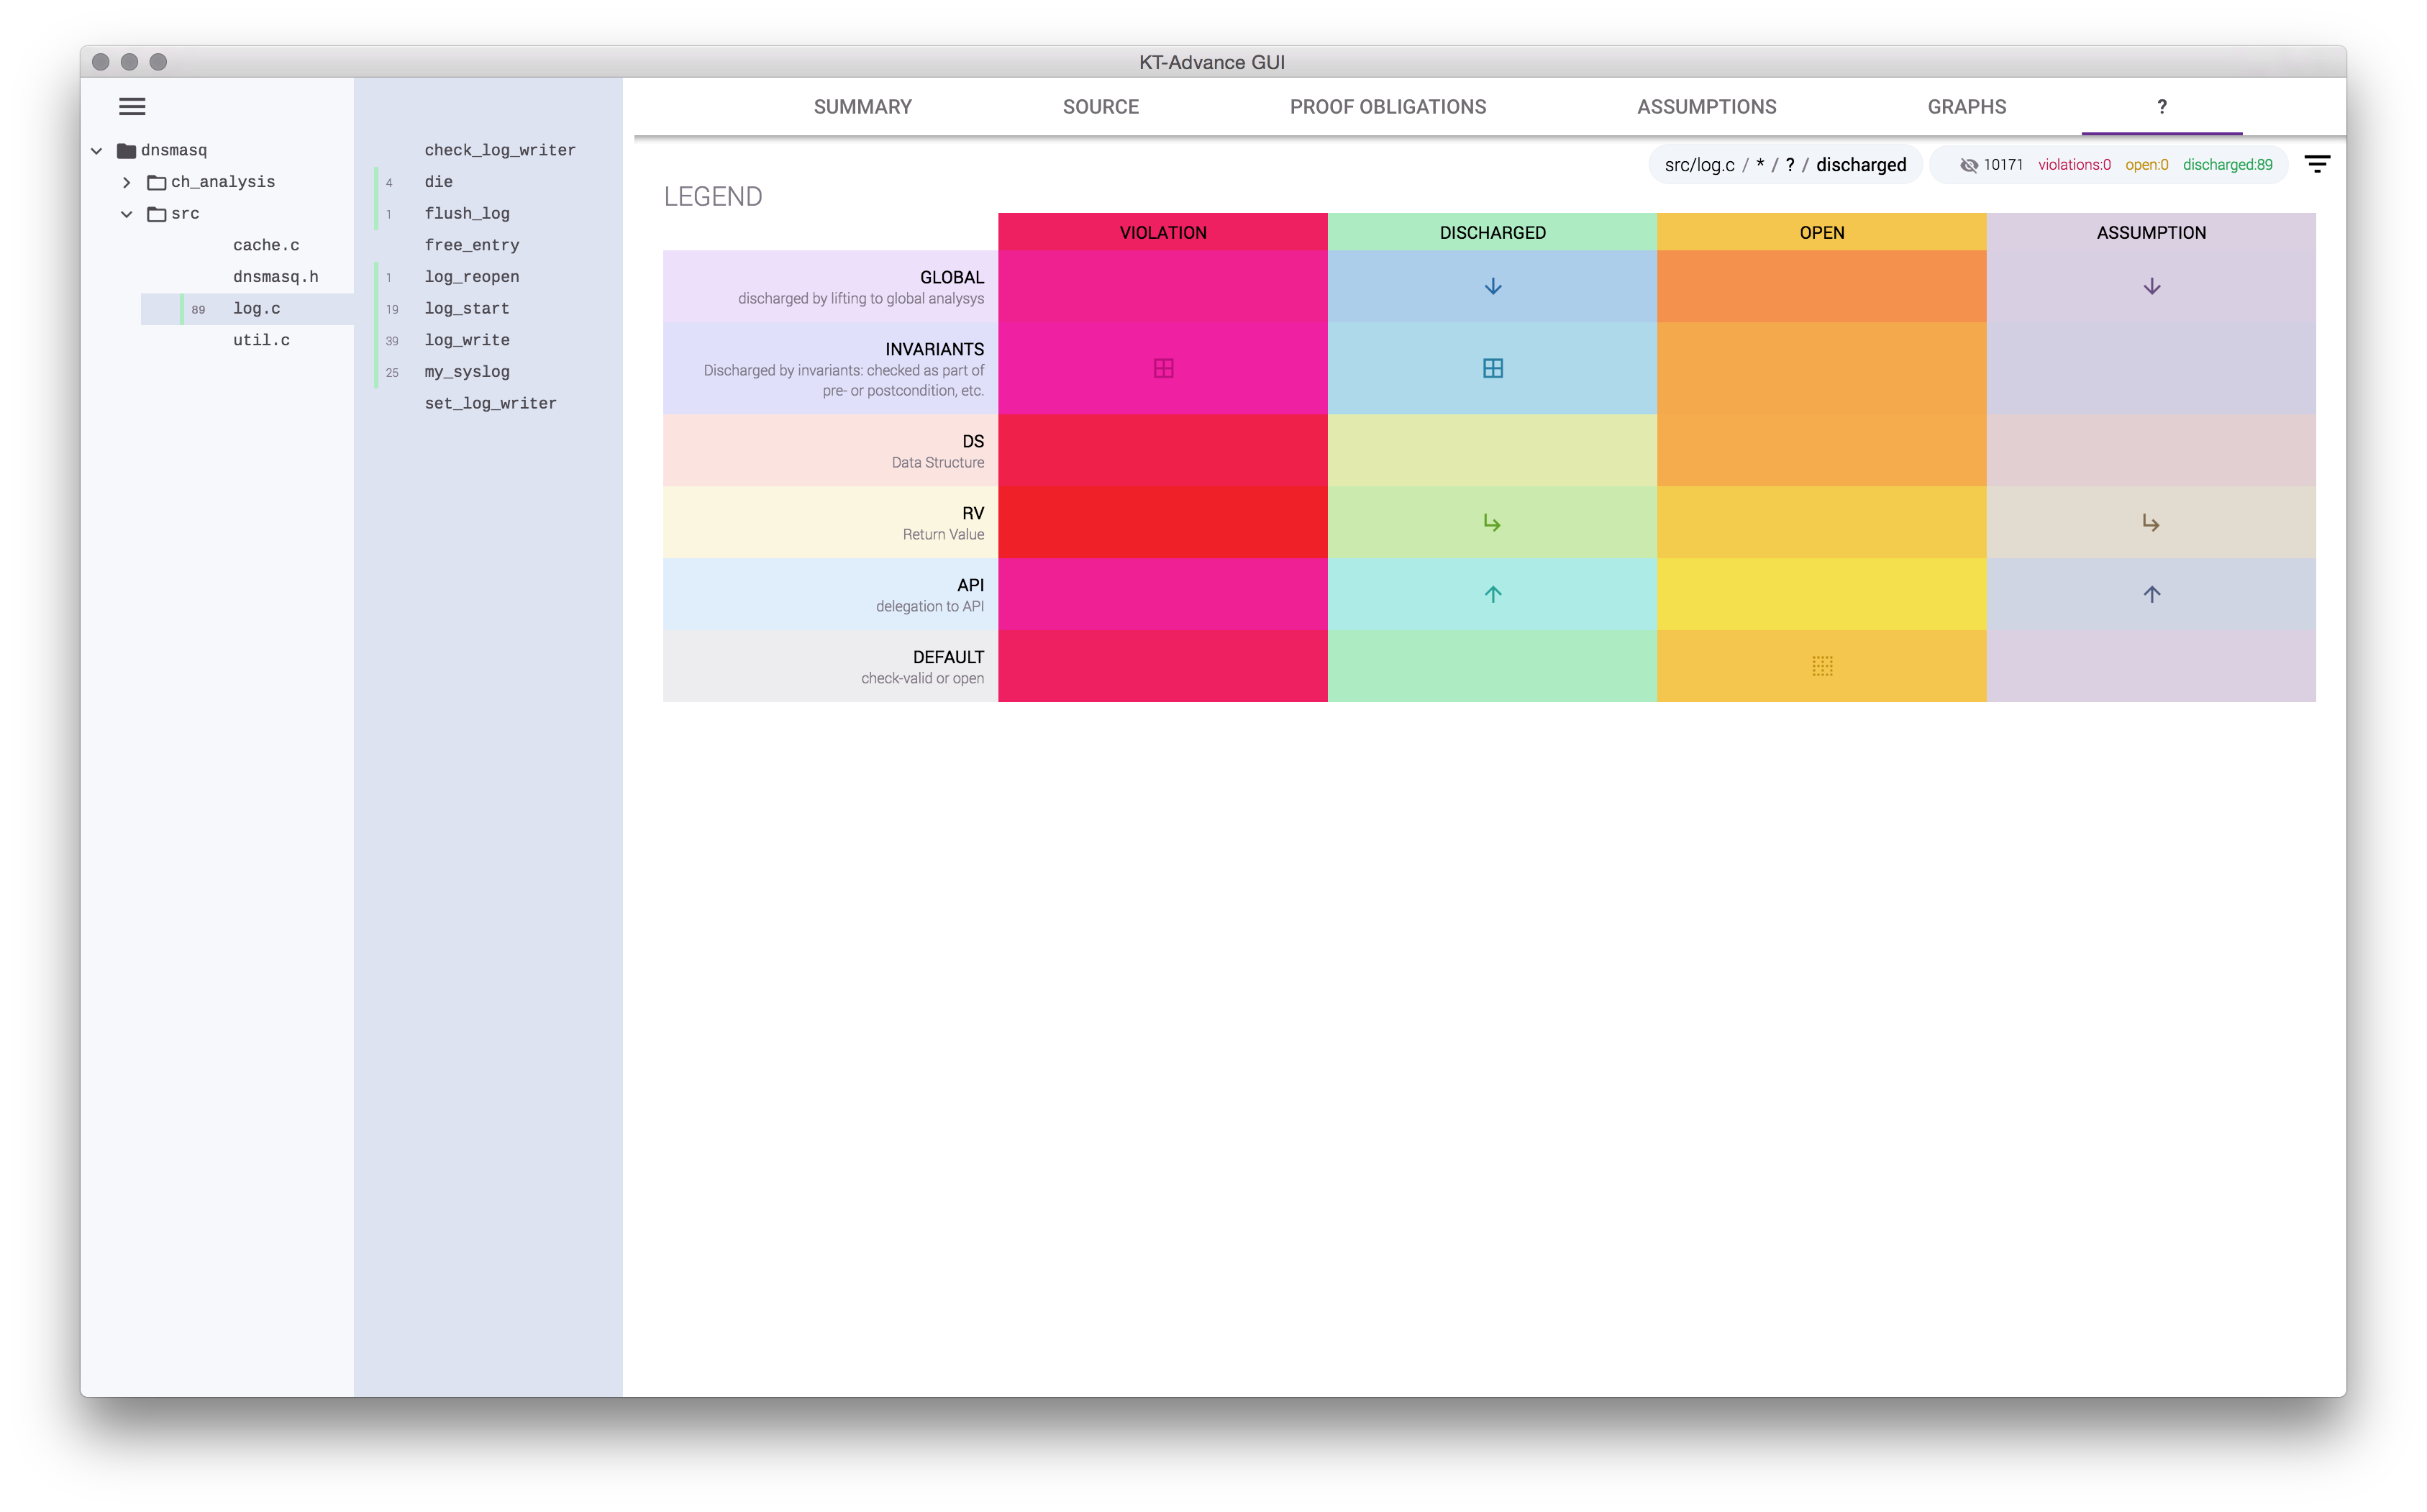 KT-Advance GUI
SUMMARY SOURCE PROOF OBLIGATIONS ASSUMPTIONS GRAPHS ?
dnsmasq
ch_analysis
src
cache.c
dnsmasq.h
89 log.c
util.c
check_log_writer
4 die
1 flush_log
free_entry
1 log_reopen
19 log_start
39 log_write
25 my_syslog
set_log_writer
src/log.c / * / ? / discharged
10171 violations:0 open:0 discharged:89
LEGEND
VIOLATION DISCHARGED OPEN ASSUMPTION
GLOBAL
discharged by lifting to global analysys
INVARIANTS
Discharged by invariants: checked as part of
pre- or postcondition, etc.
DS
Data Structure
RV
Return Value
API
delegation to API
DEFAULT
check-valid or open